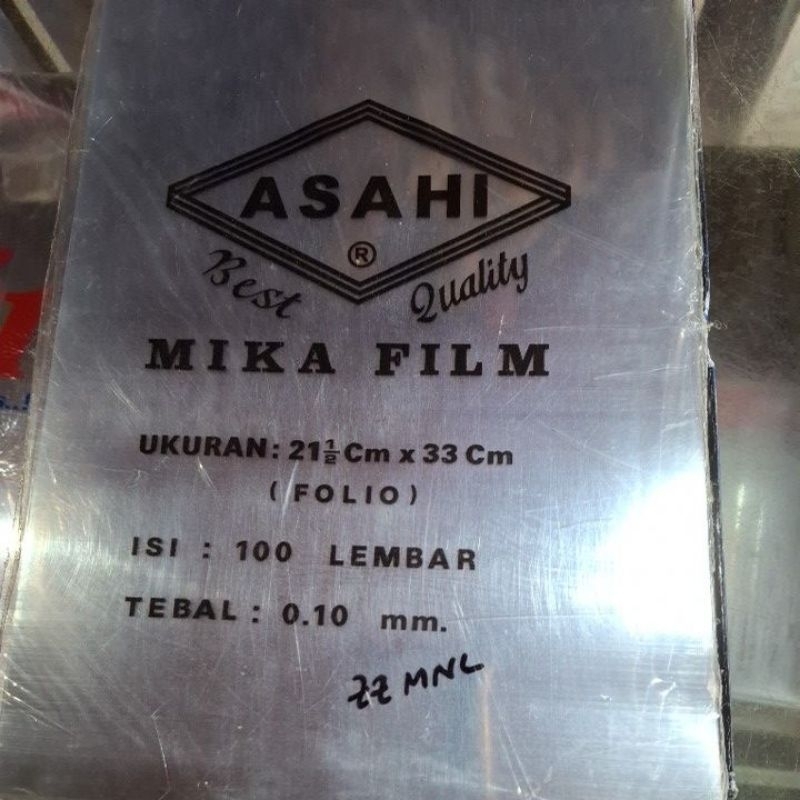 ASAHI
®
Best Quality
MIKA FILM
UKURAN: 21½ Cm x 33 Cm
( FOLIO )
ISI : 100 LEMBAR
TEBAL : 0.10 mm.
ZZ MNL